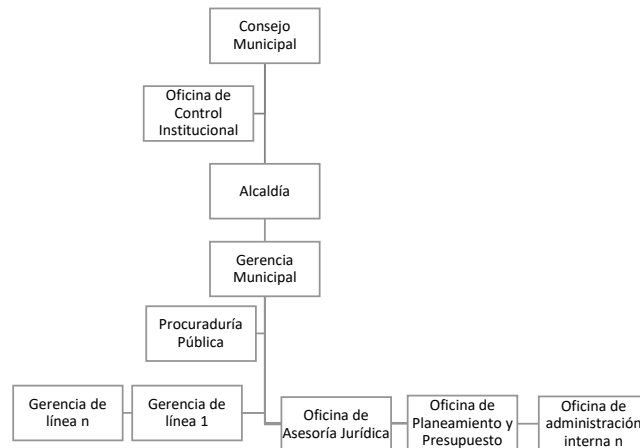 Consejo
Municipal
Oficina de
Control
Institucional
Alcaldía
Gerencia
Municipal
Procuraduría
Pública
Gerencia de
línea n
Gerencia de
línea 1
Oficina de
Asesoría Jurídica
Oficina de
Planeamiento y
Presupuesto
Oficina de
administración
interna n